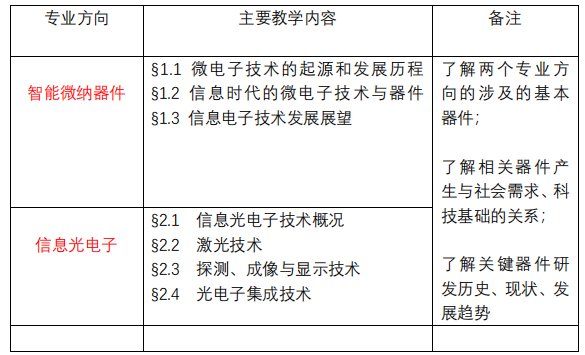 专业方向
主要教学内容
备注
智能微纳器件
§1.1 微电子技术的起源和发展历程
§1.2 信息时代的微电子技术与器件
§1.3 信息电子技术发展展望
了解两个专业方
向的涉及的基本
器件；
了解相关器件产
生与社会需求、科
技基础的关系；
了解关键器件研
发历史、现状、发
展趋势
信息光电子
§2.1 信息光电子技术概况
§2.2 激光技术
§2.3 探测、成像与显示技术
§2.4 光电子集成技术